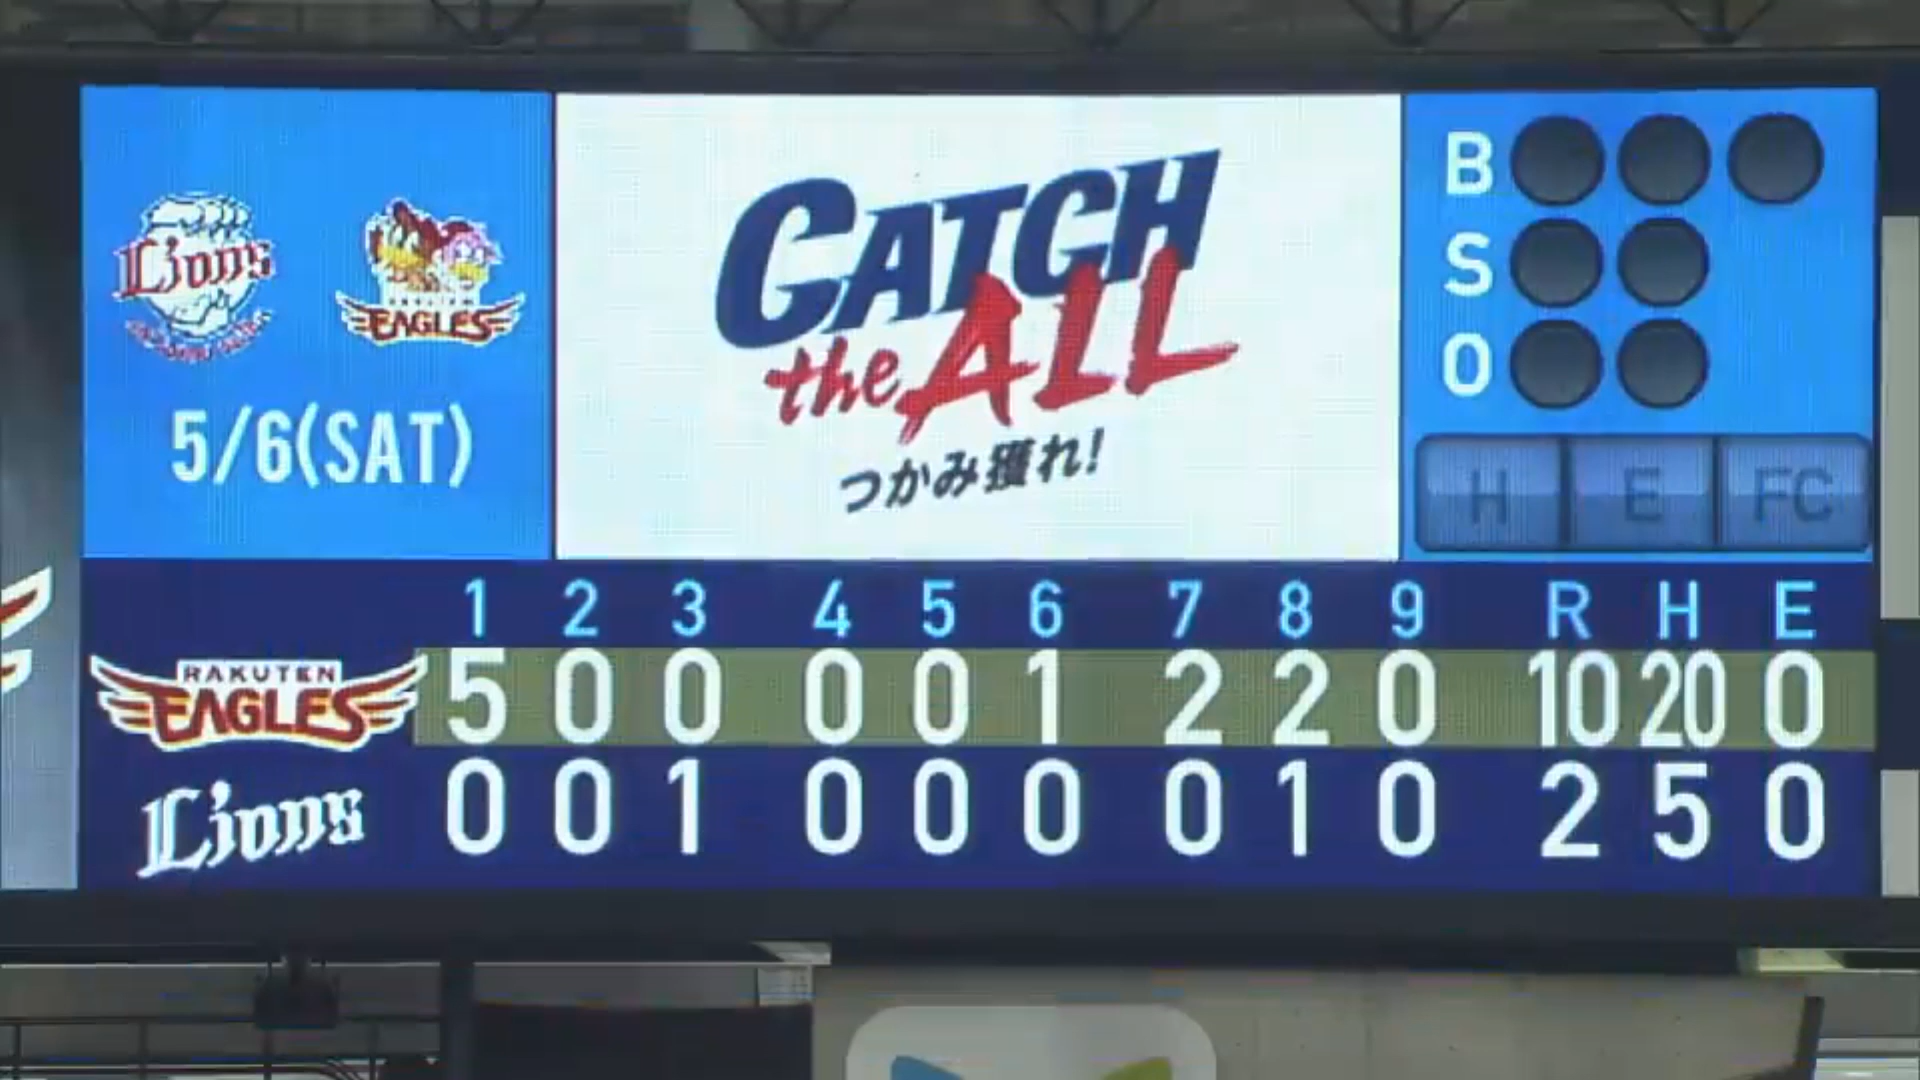 Lions
EAGLES
5/6(SAT)
CATCH
the ALL
つかみ獲れ!
B
S
O
H E FC
1 2 3 4 5 6 7 8 9 R H E
RAKUTEN
EAGLES 5 0 0 0 0 1 2 2 0 10 20 0
Lions 0 0 1 0 0 0 0 1 0 2 5 0